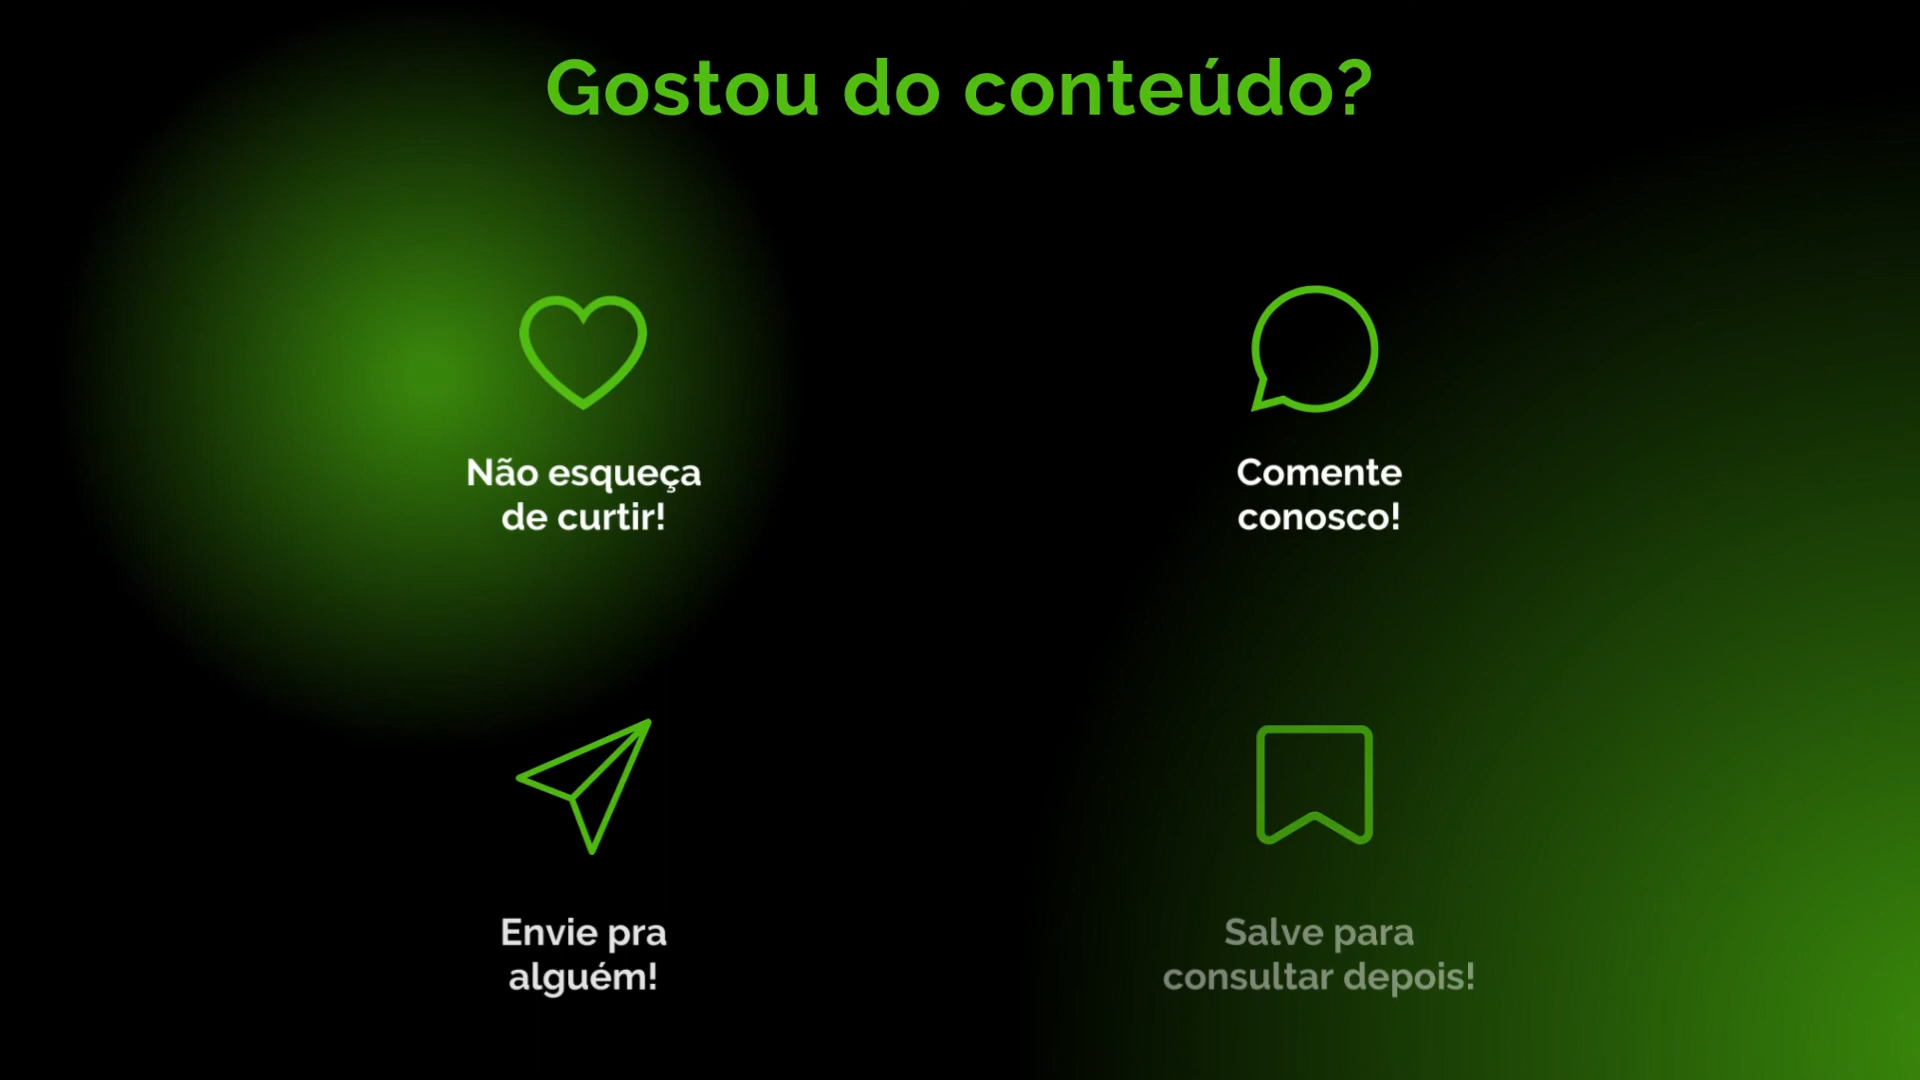 Gostou do conteúdo?
Não esqueça
de curtir!
Comente
conosco!
Envie pra
alguém!
Salve para
consultar depois!